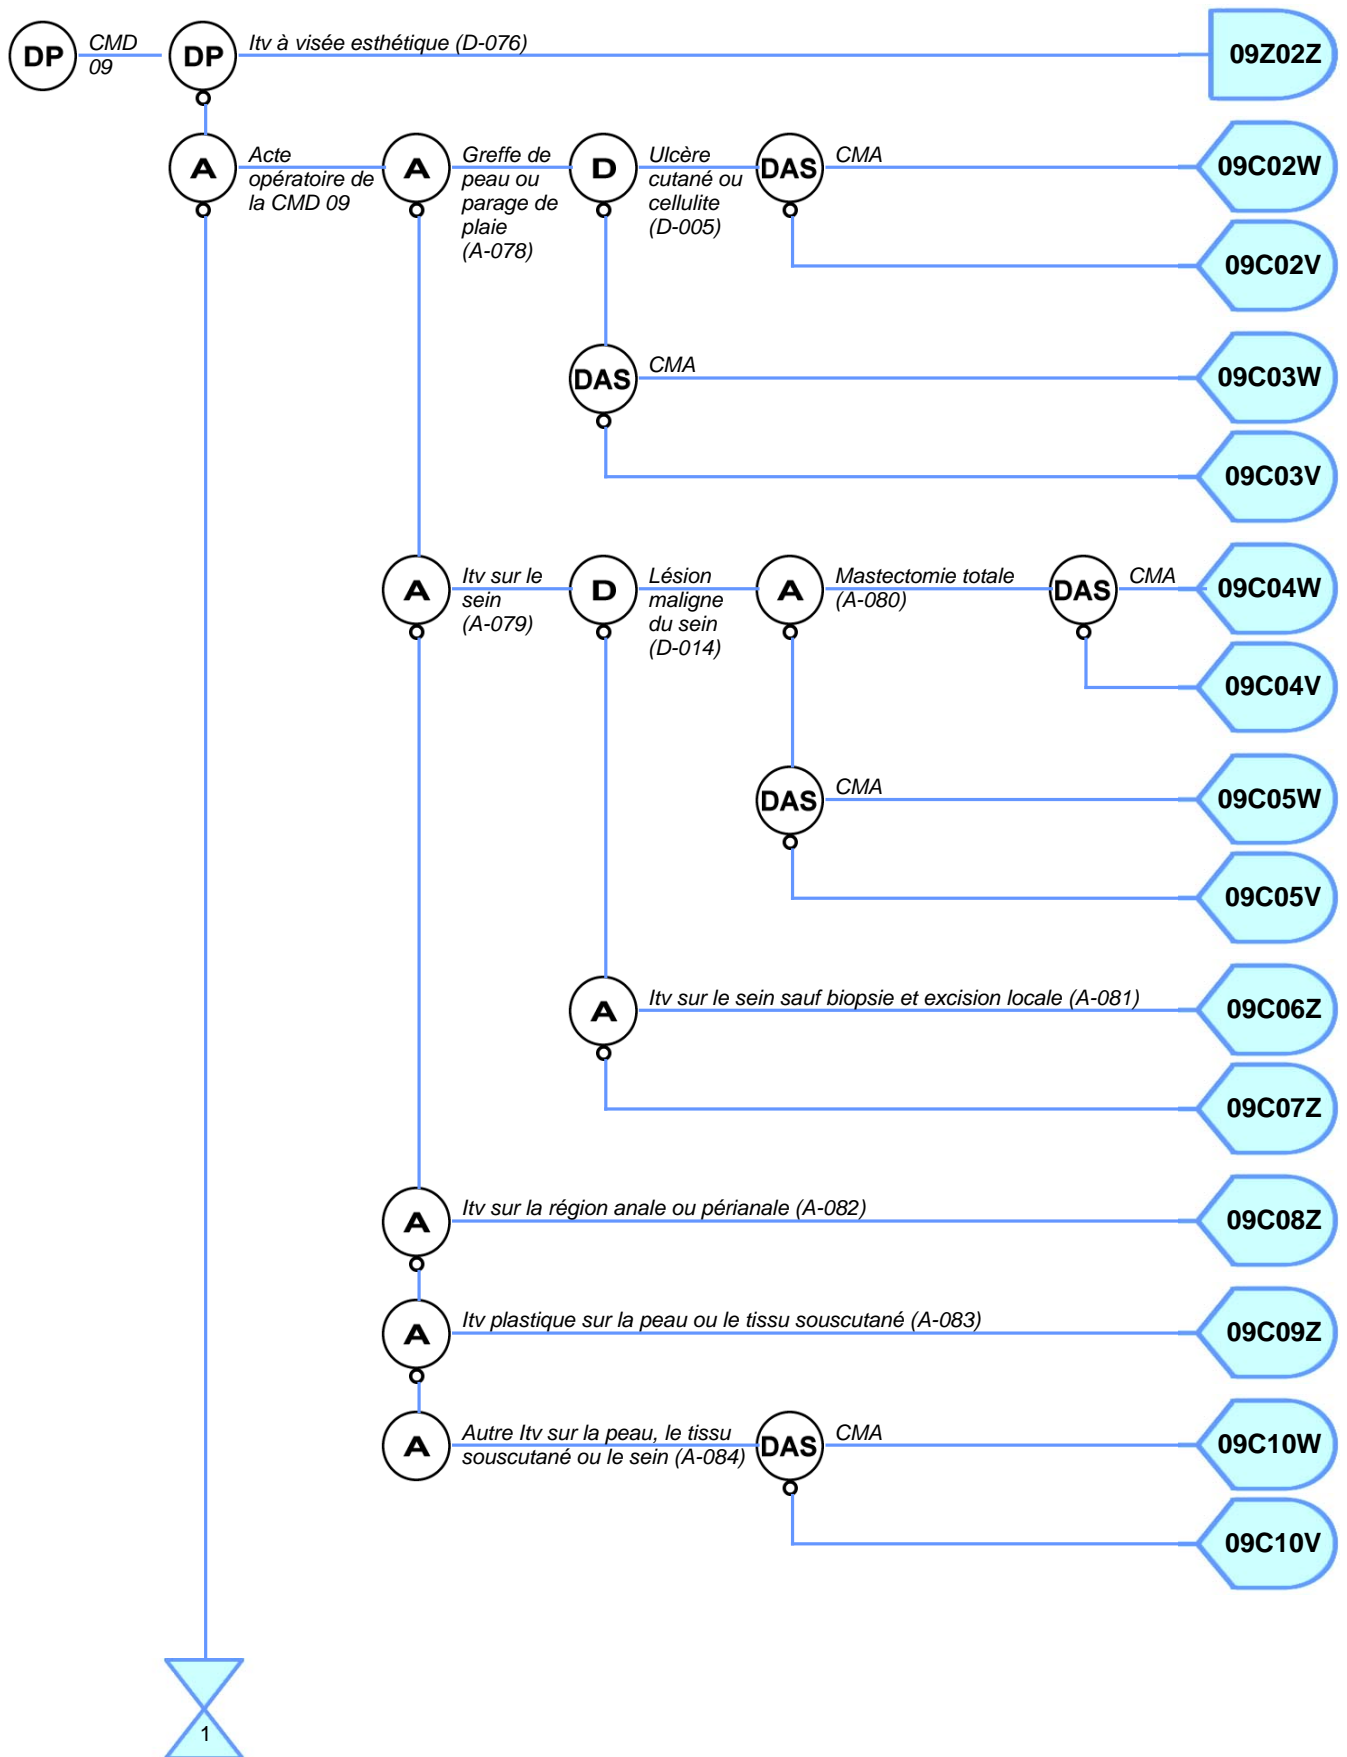 DP
CMD
09
DP
Itv à visée esthétique (D-076)
09Z02Z
A
Acte
opératoire de
la CMD 09
A
Greffe de
peau ou
parage de
plaie
(A-078)
D
Ulcère
cutané ou
cellulite
(D-005)
DAS
CMA
09C02W
09C02V
DAS
CMA
09C03W
09C03V
A
Itv sur le
sein
(A-079)
D
Lésion
maligne
du sein
(D-014)
A
Mastectomie totale
(A-080)
DAS
CMA
09C04W
09C04V
DAS
CMA
09C05W
09C05V
A
Itv sur le sein sauf biopsie et excision locale (A-081)
09C06Z
09C07Z
A
Itv sur la région anale ou périanale (A-082)
09C08Z
A
Itv plastique sur la peau ou le tissu souscutané (A-083)
09C09Z
A
Autre Itv sur la peau, le tissu
souscutané ou le sein (A-084)
DAS
CMA
09C10W
09C10V
1